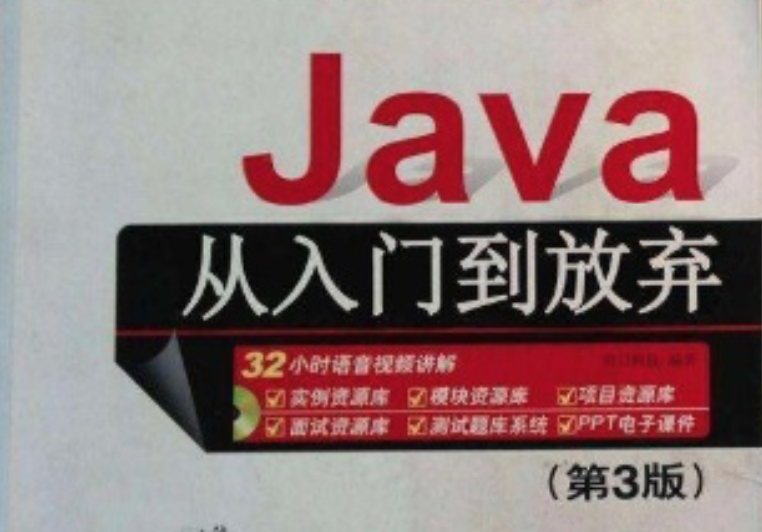 Java
从入门到放弃
32小时语音视频讲解
实例资源库 模块资源库 项目资源库
面试资源库 测试题库系统 PPT电子课件
（第3版）